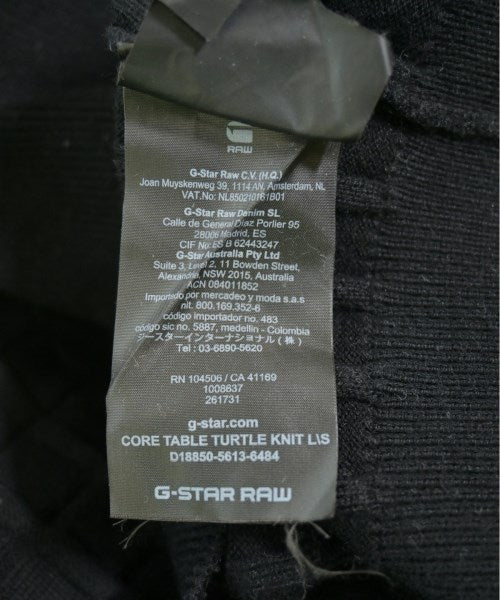 RAW
G-Star Raw C.V. (H.Q.)
Joan Muyskenweg 39, 1114 AN, Amsterdam, NL
VAT.No: NL850210161B01
G-Star Raw Denim SL
Calle de General Diaz Porlier 95
28006 Madrid, ES
CIF No: ES B 62443247
G-Star Australia Pty Ltd
Suite 3, Level 2, 11 Bowden Street,
Alexandria, NSW 2015, Australia
ACN 084011852
Importado por mercadeo y moda s.a.s
nit. 800.169.352-6
código importador no. 483
código sic no. 5887, medellin - Colombia
ジースターインターナショナル(株)
Tel : 03-6890-5620
RN 104506 / CA 41169
1008637
261731
g-star.com
CORE TABLE TURTLE KNIT L\S
D18850-5613-6484
G-STAR RAW